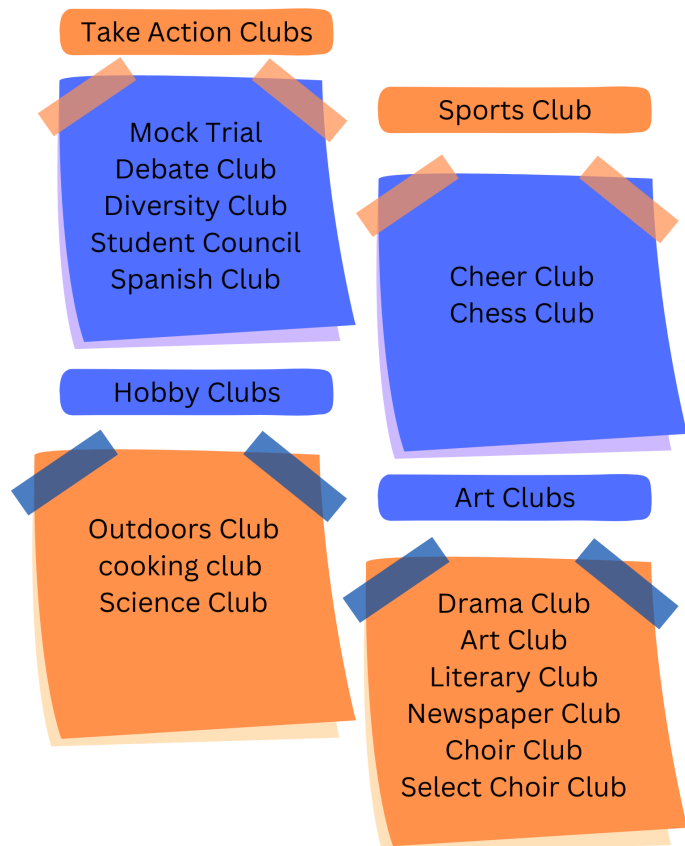 Take Action Clubs
Mock Trial
Debate Club
Diversity Club
Student Council
Spanish Club
Sports Club
Cheer Club
Chess Club
Hobby Clubs
Outdoors Club
cooking club
Science Club
Art Clubs
Drama Club
Art Club
Literary Club
Newspaper Club
Choir Club
Select Choir Club